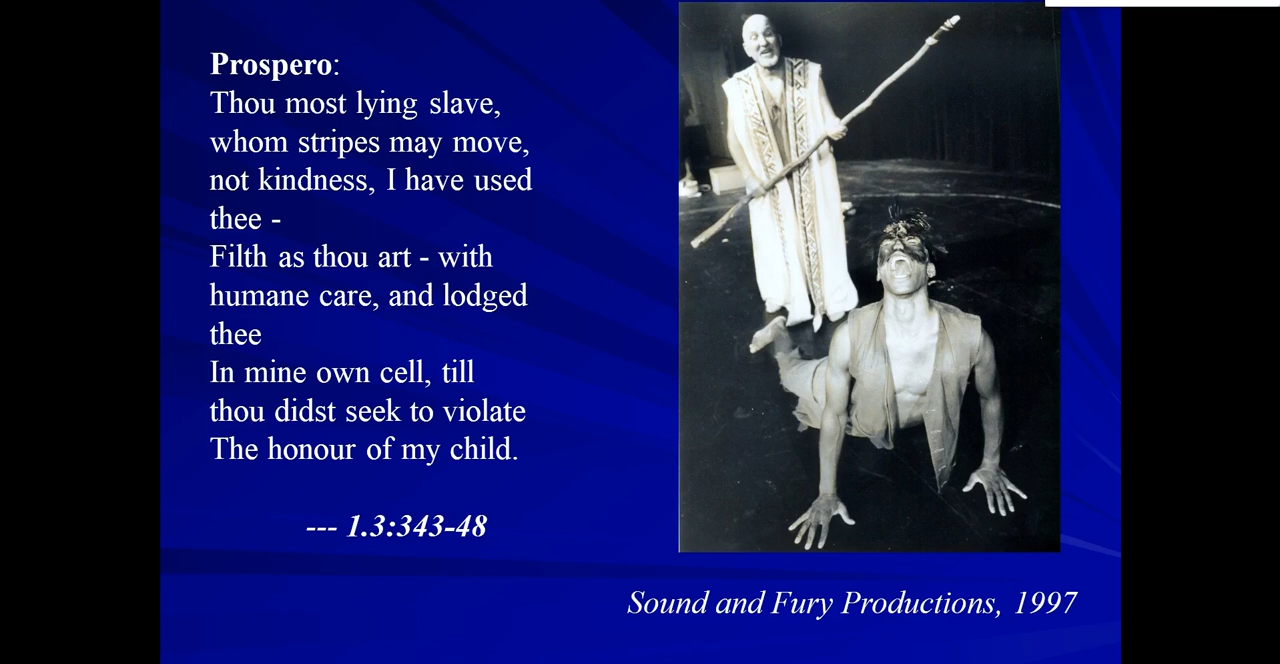 Prospero:
Thou most lying slave,
whom stripes may move,
not kindness, I have used
thee -
Filth as thou art - with
humane care, and lodged
thee
In mine own cell, till
thou didst seek to violate
The honour of my child.
--- 1.3:343-48
Sound and Fury Productions, 1997